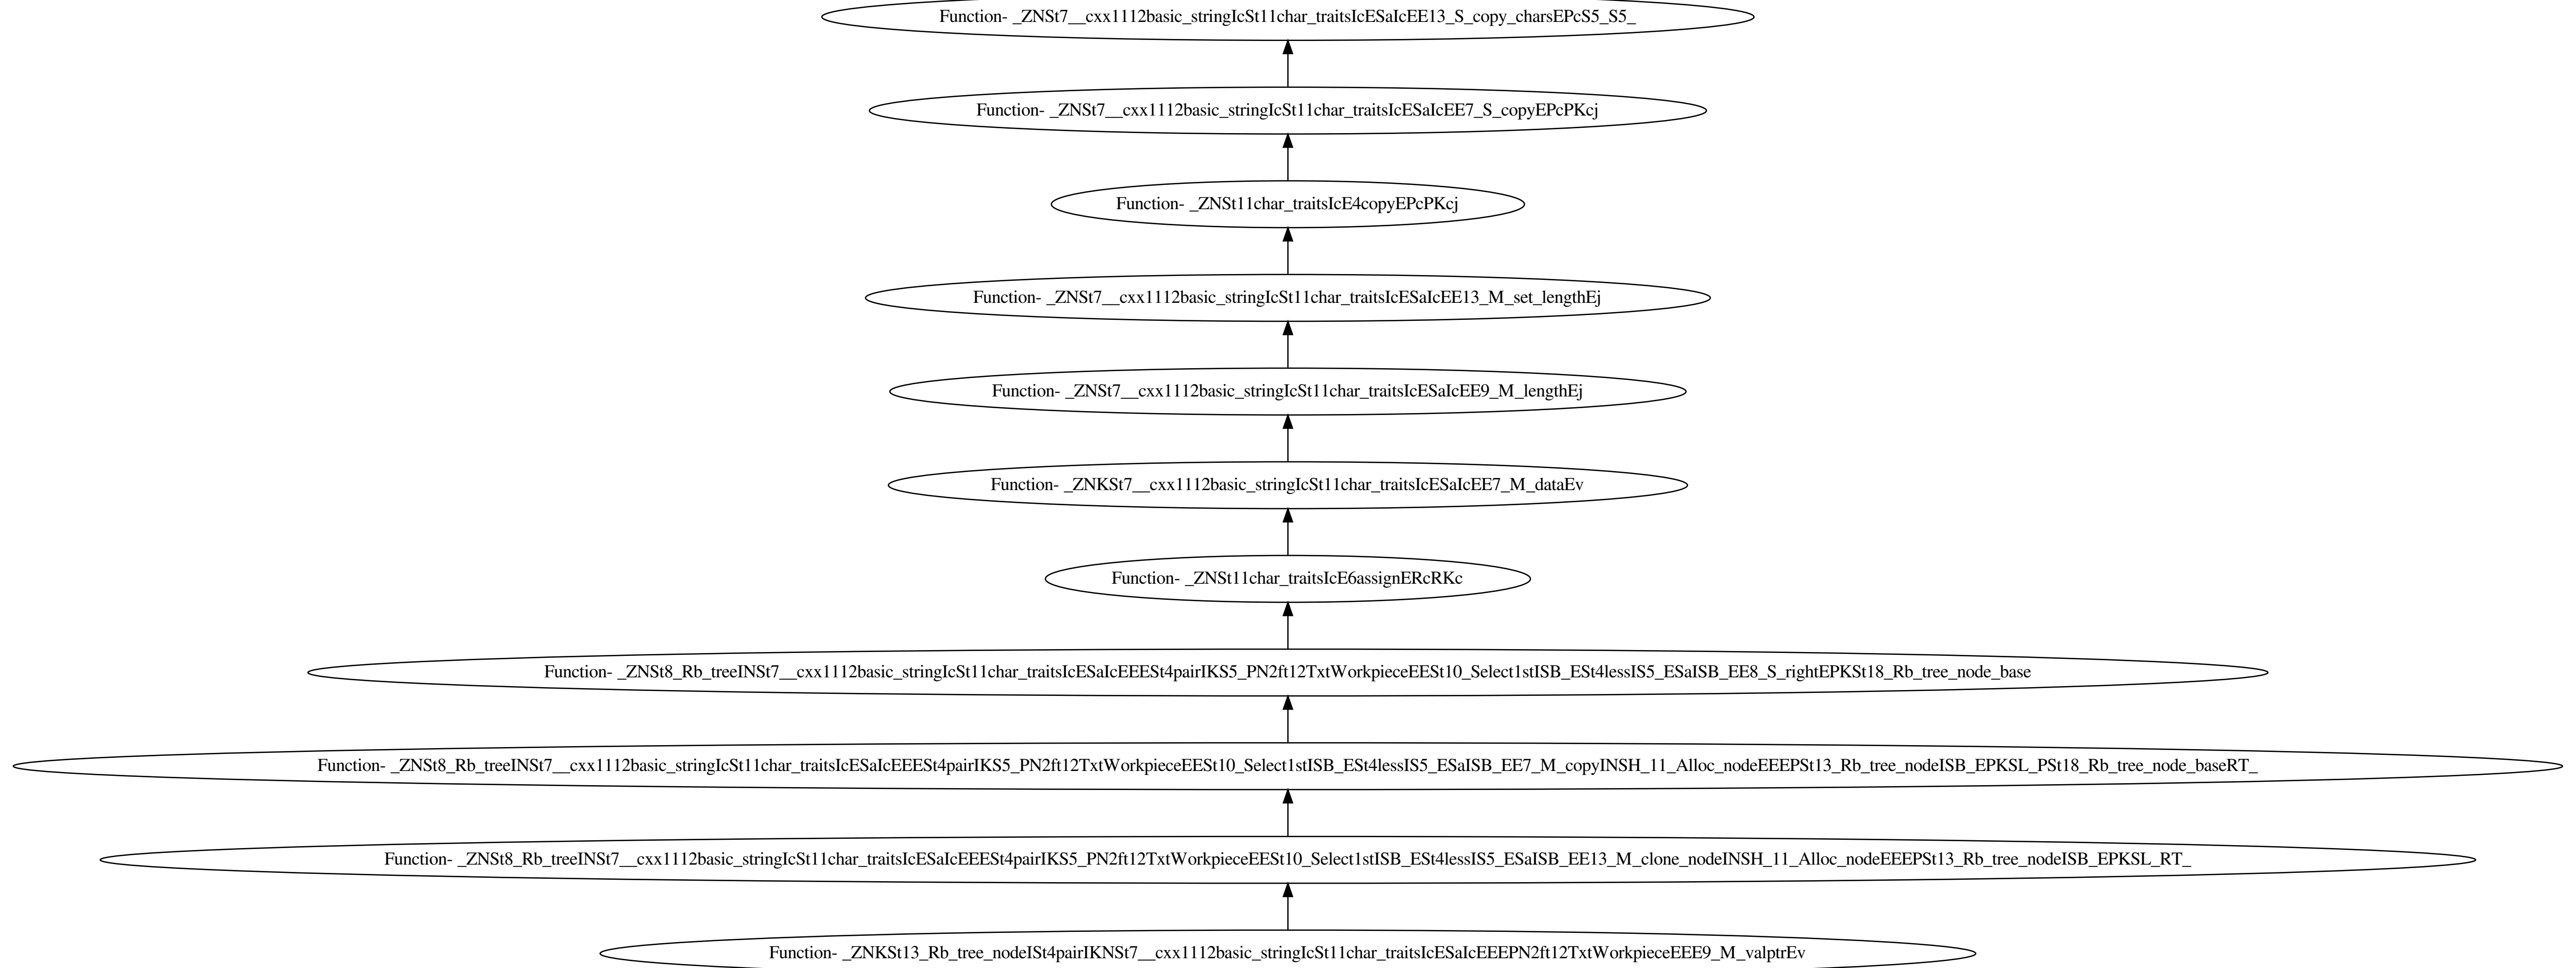 Function- _ZNSt7__cxx1112basic_stringIcSt11char_traitsIcESaIcEE13_S_copy_charsEPcS5_S5_
Function- _ZNSt7__cxx1112basic_stringIcSt11char_traitsIcESaIcEE7_S_copyEPcPKcj
Function- _ZNSt11char_traitsIcE4copyEPcPKcj
Function- _ZNSt7__cxx1112basic_stringIcSt11char_traitsIcESaIcEE13_M_set_lengthEj
Function- _ZNSt7__cxx1112basic_stringIcSt11char_traitsIcESaIcEE9_M_lengthEj
Function- _ZNKSt7__cxx1112basic_stringIcSt11char_traitsIcESaIcEE7_M_dataEv
Function- _ZNSt11char_traitsIcE6assignERcRKc
Function- _ZNSt8_Rb_treeINSt7__cxx1112basic_stringIcSt11char_traitsIcESaIcEEESt4pairIKS5_PN2ft12TxtWorkpieceEESt10_Select1stISB_ESt4lessIS5_ESaISB_EE8_S_rightEPKSt18_Rb_tree_node_base
Function- _ZNSt8_Rb_treeINSt7__cxx1112basic_stringIcSt11char_traitsIcESaIcEEESt4pairIKS5_PN2ft12TxtWorkpieceEESt10_Select1stISB_ESt4lessIS5_ESaISB_EE7_M_copyINSH_11_Alloc_nodeEEEPSt13_Rb_tree_nodeISB_EPKSL_PSt18_Rb_tree_node_baseRT_
Function- _ZNSt8_Rb_treeINSt7__cxx1112basic_stringIcSt11char_traitsIcESaIcEEESt4pairIKS5_PN2ft12TxtWorkpieceEESt10_Select1stISB_ESt4lessIS5_ESaISB_EE13_M_clone_nodeINSH_11_Alloc_nodeEEEPSt13_Rb_tree_nodeISB_EPKSL_RT_
Function- _ZNKSt13_Rb_tree_nodeISt4pairIKNSt7__cxx1112basic_stringIcSt11char_traitsIcESaIcEEEPN2ft12TxtWorkpieceEEE9_M_valptrEv